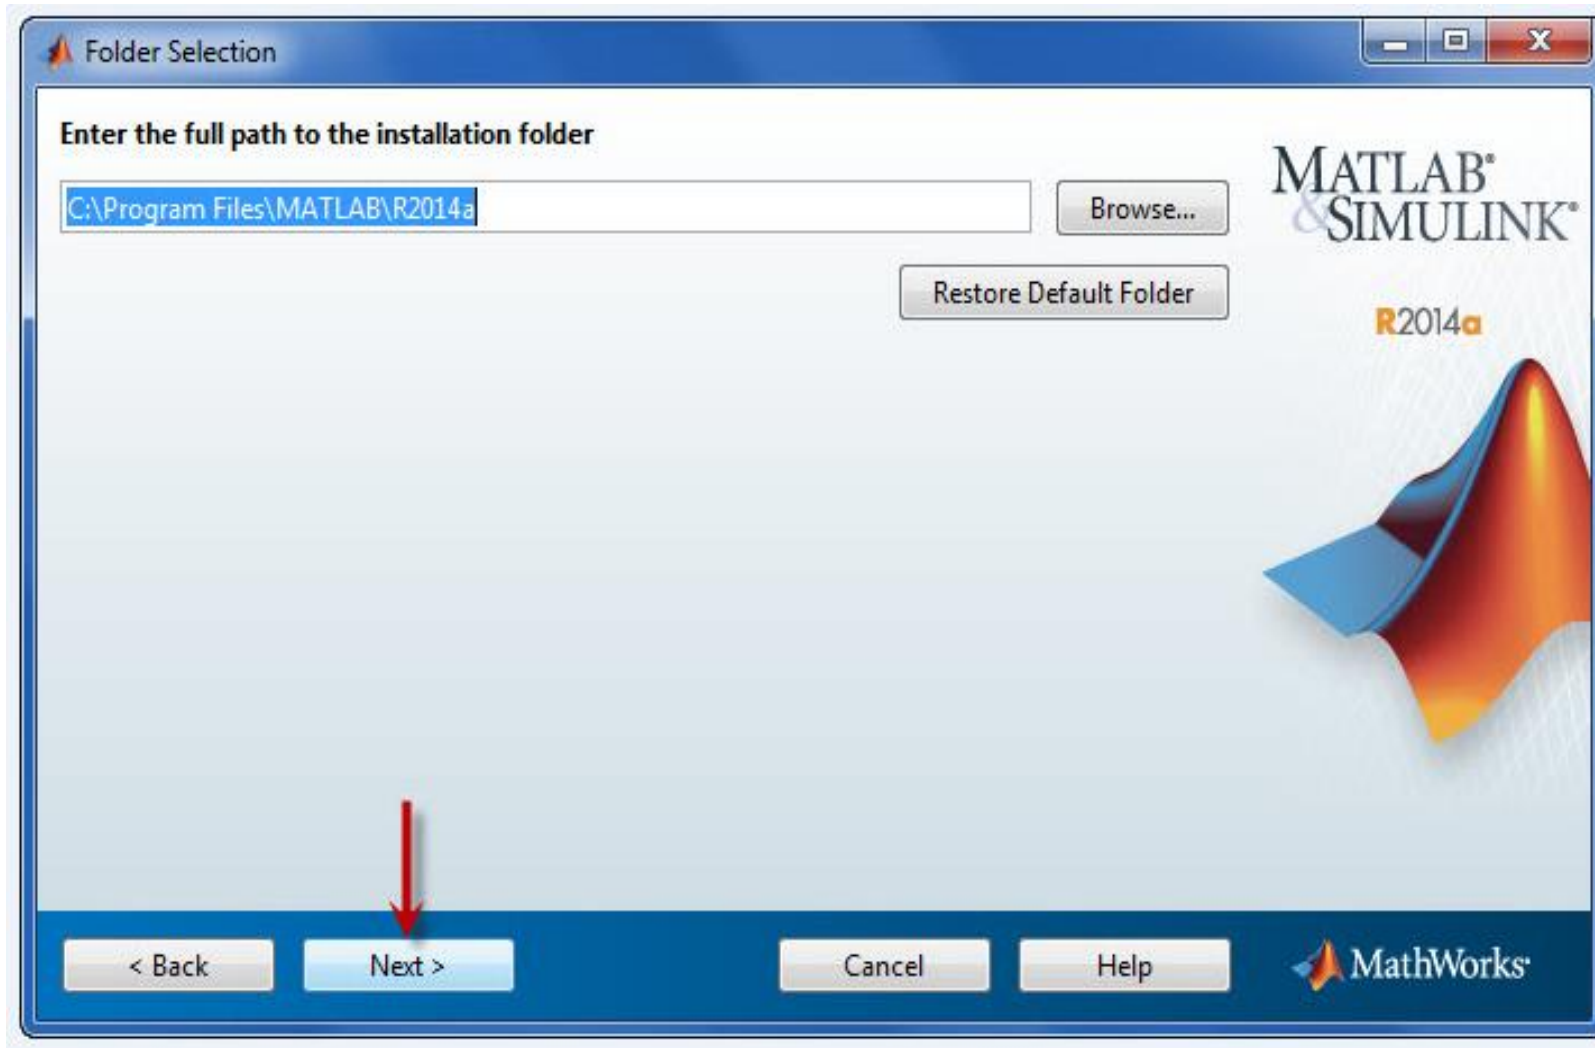 Folder Selection
Enter the full path to the installation folder
C:\Program Files\MATLAB\R2014a
Browse...
Restore Default Folder
MATLAB®
&SIMULINK®
R2014a
< Back
Next >
Cancel
Help
MathWorks®